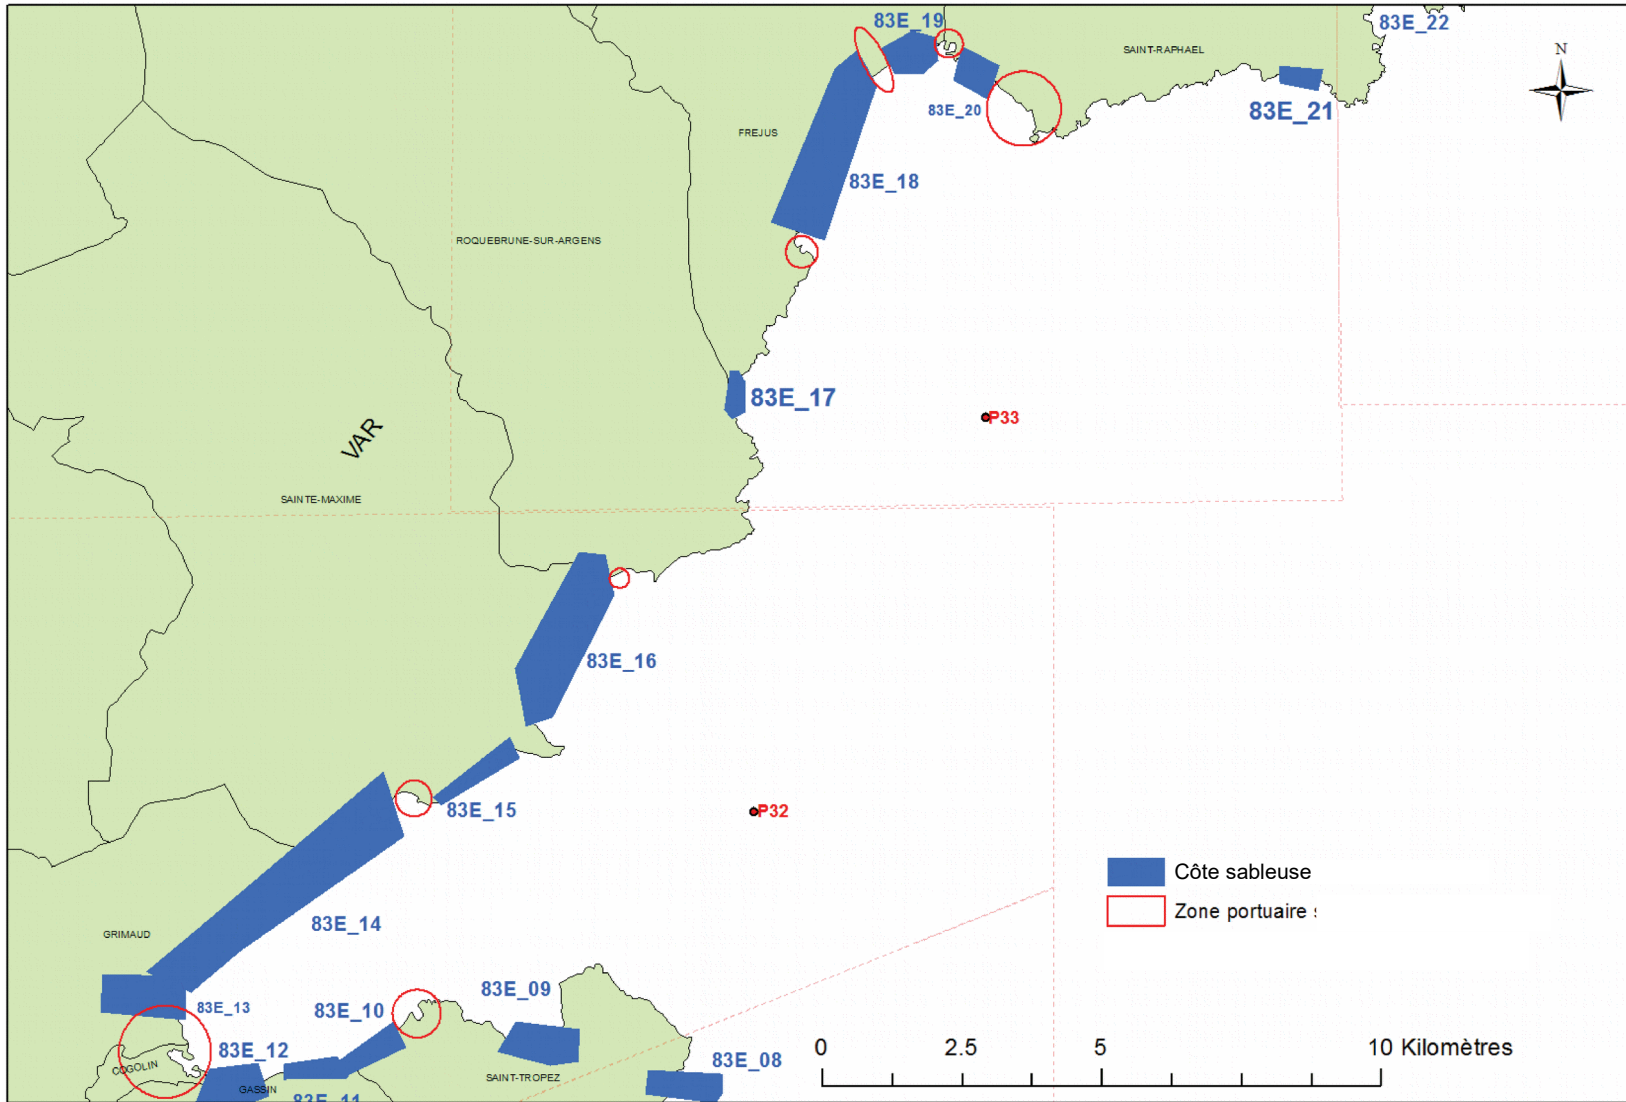 83E_19
83E_22
SAINT-RAPHAEL
N
83E_20
83E_21
FREJUS
83E_18
ROQUEBRUNE-SUR-ARGENS
83E_17
P33
VAR
SAINTE-MAXIME
83E_16
83E_15
P32
Côte sableuse
Zone portuaire
83E_14
GRIMAUD
83E_09
83E_13
83E_10
83E_12
0 2.5 5 10 Kilomètres
83E_08
COGOLIN
SAINT-TROPEZ
GASSIN
83E_11